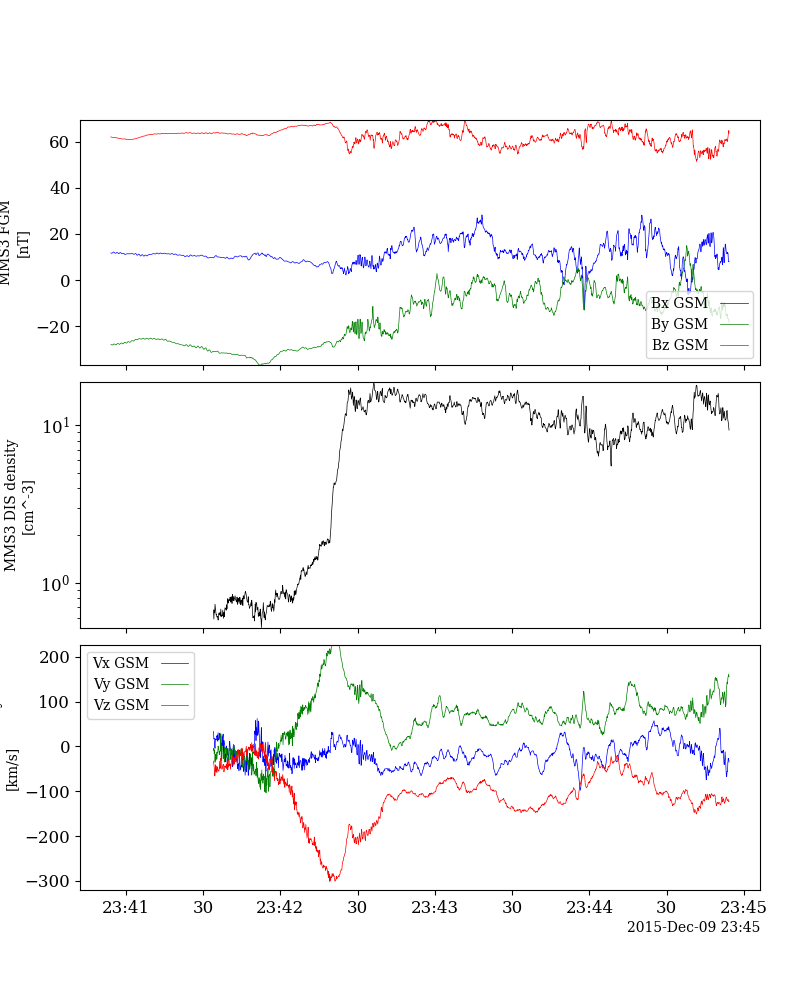 60
40
20
0
−20
MMS3 FGM
[nT]
Bx GSM
By GSM
Bz GSM
10^1
10^0
MMS3 DIS density
[cm^-3]
200
100
0
−100
−200
−300
[km/s]
Vx GSM
Vy GSM
Vz GSM
23:41 30 23:42 30 23:43 30 23:44 30 23:45
2015-Dec-09 23:45